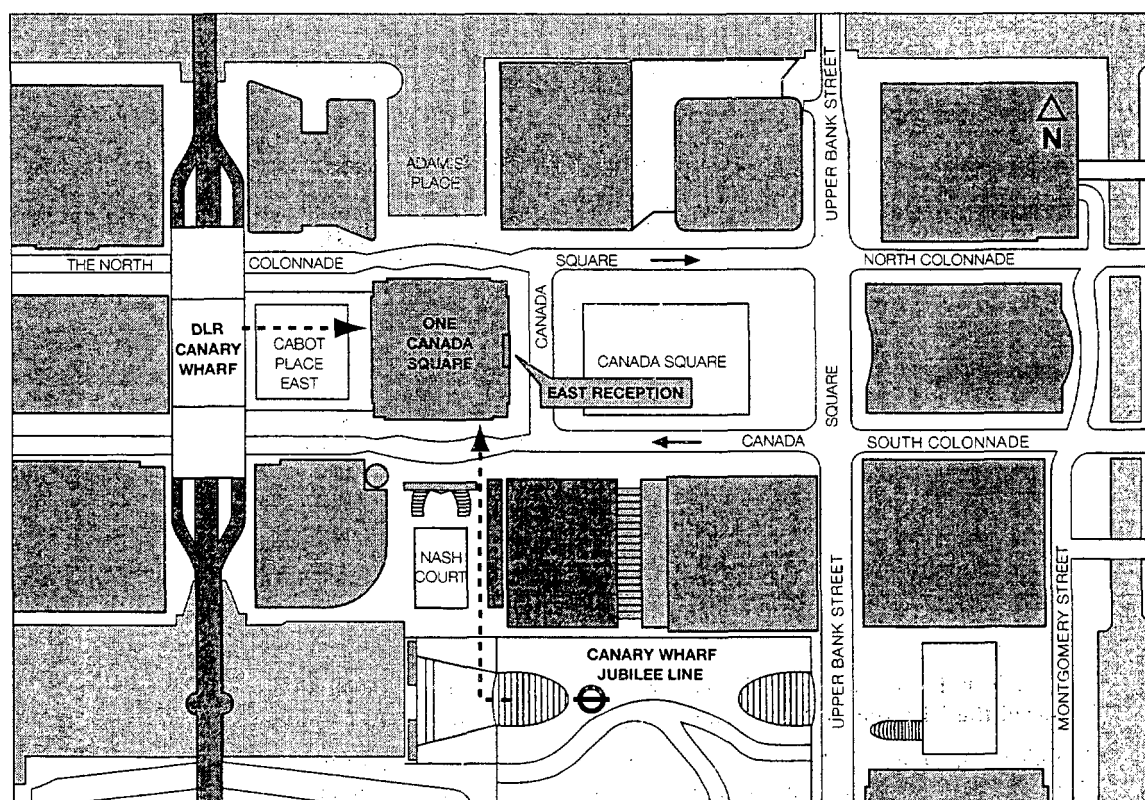 UPPER BANK STREET
N
ADAM'S
PLACE
THE NORTH
COLONNADE
SQUARE
NORTH COLONNADE
DLR
CANARY
WHARF
CABOT
PLACE
EAST
ONE
CANADA
SQUARE
CANADA
CANADA SQUARE
EAST RECEPTION
SQUARE
CANADA
SOUTH COLONNADE
NASH
COURT
CANARY WHARF
JUBILEE LINE
UPPER BANK STREET
MONTGOMERY STREET